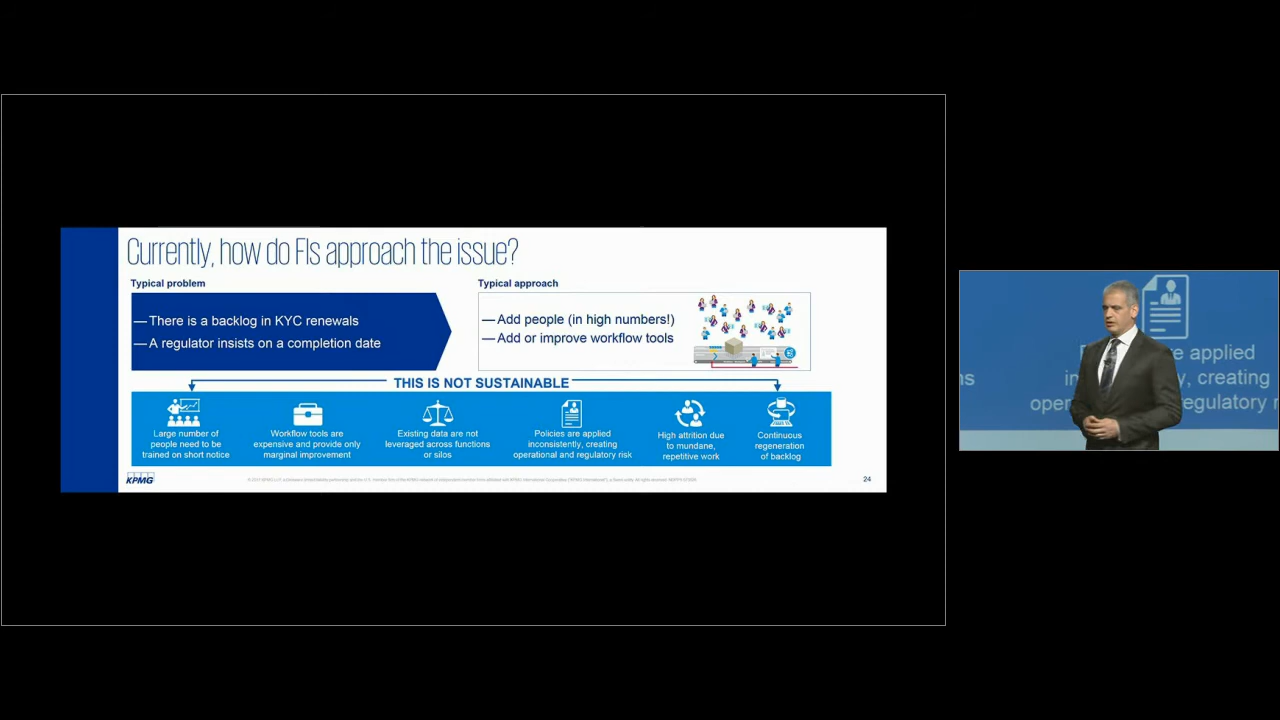 Currently, how do FIs approach the issue?
Typical problem
— There is a backlog in KYC renewals
— A regulator insists on a completion date
Typical approach
— Add people (in high numbers!)
— Add or improve workflow tools
THIS IS NOT SUSTAINABLE
Large number of
people need to be
trained on short notice
Workflow tools are
expensive and provide only
marginal improvement
Existing data are not
leveraged across functions
or silos
Policies are applied
inconsistently, creating
operational and regulatory risk
High attrition due
to mundane,
repetitive work
Continuous
regeneration
of backlog
KPMG
24
applied
creating
regulatory